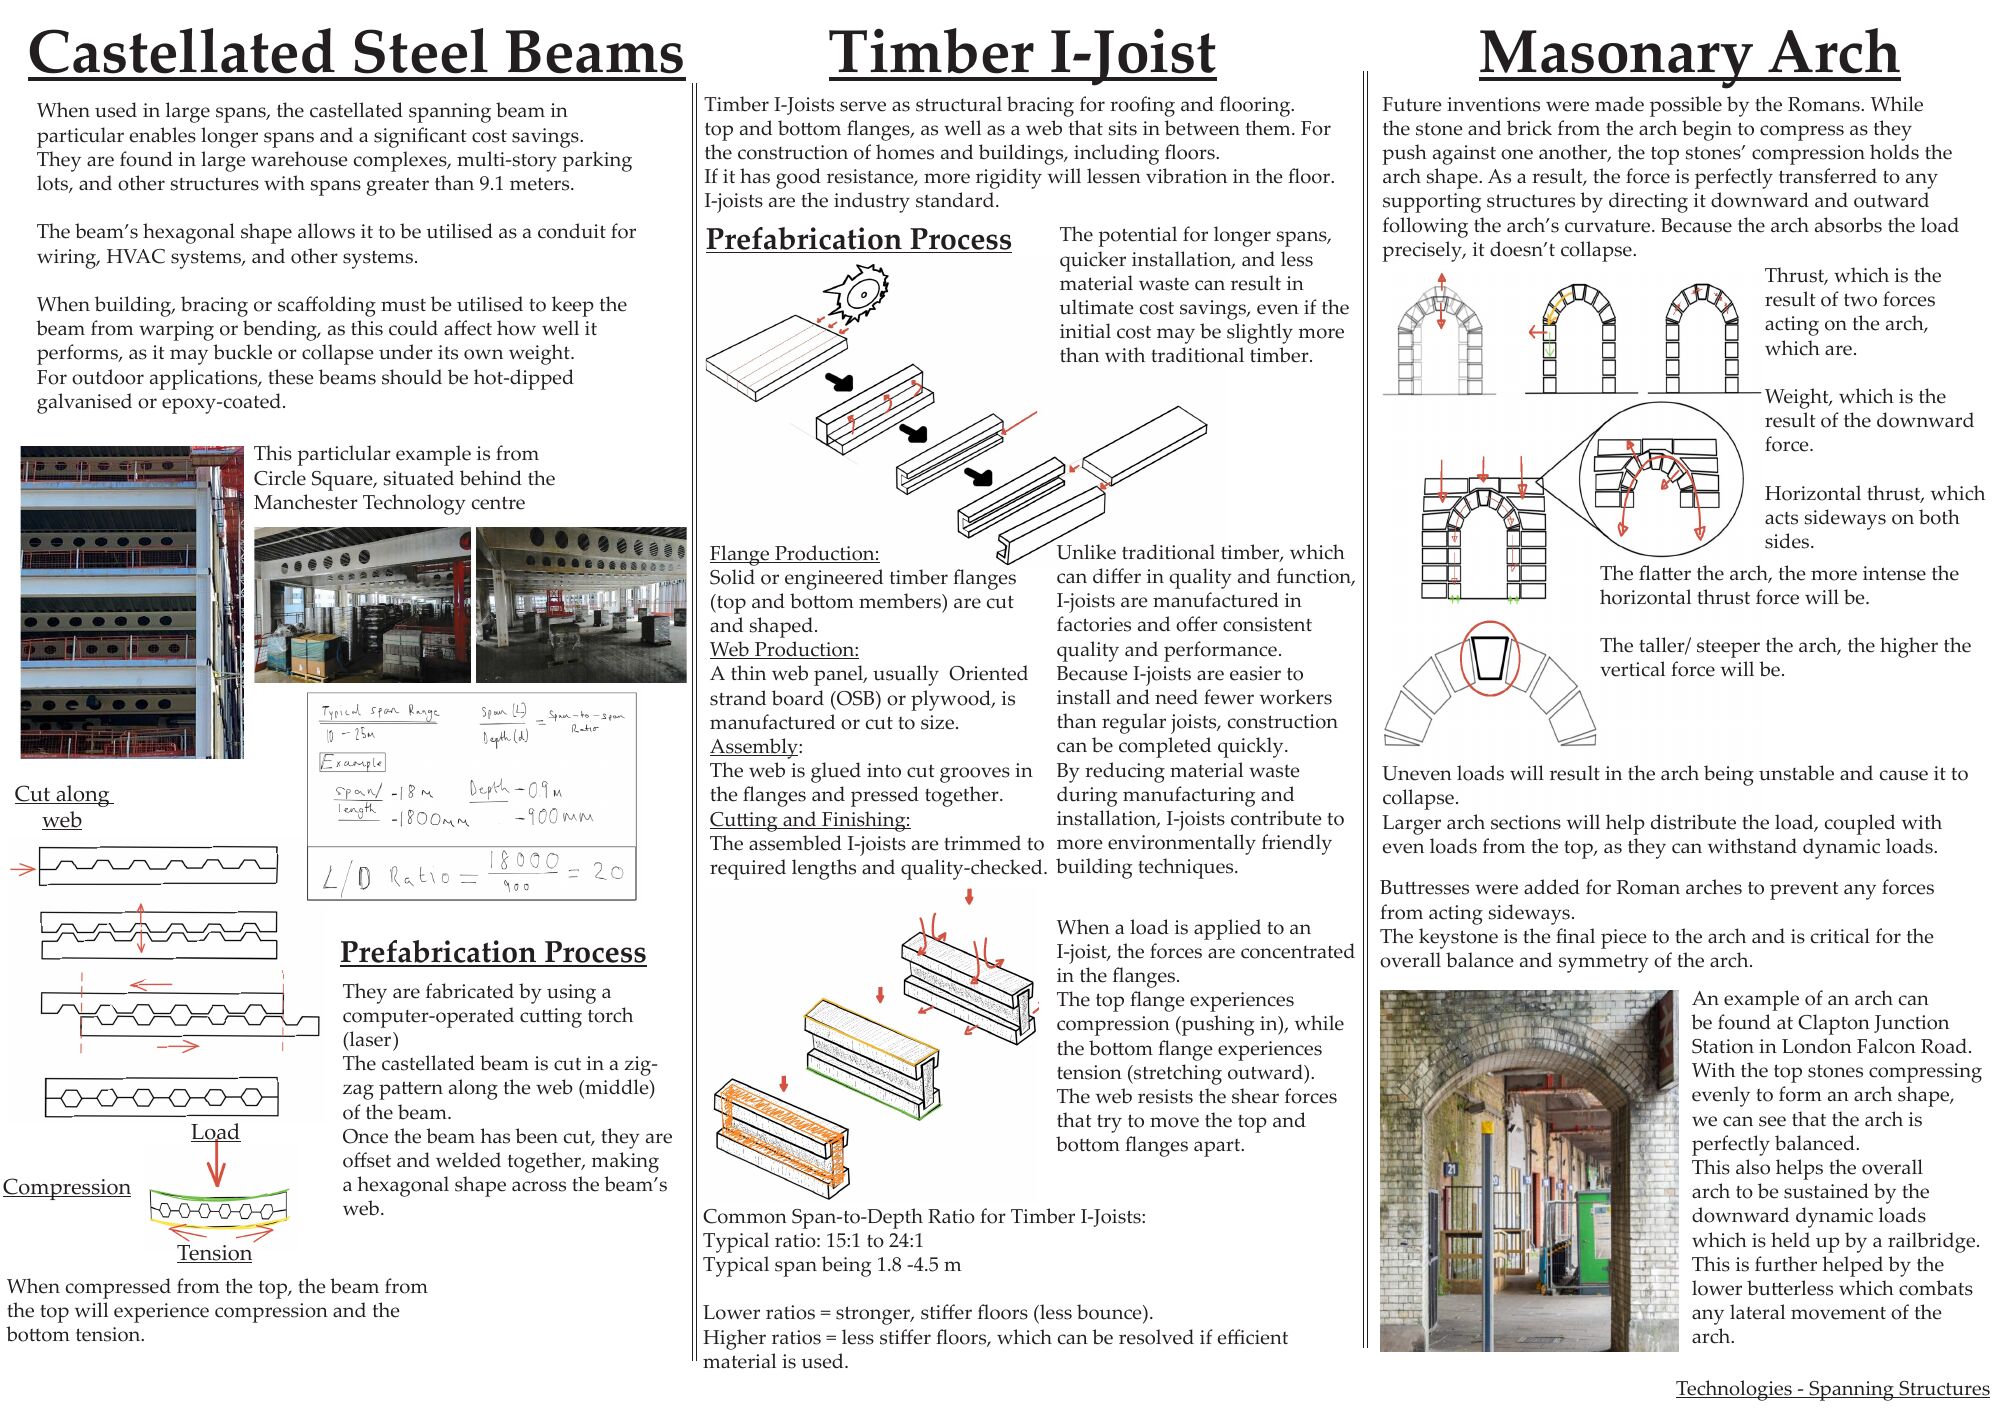 Castellated Steel Beams
When used in large spans, the castellated spanning beam in
particular enables longer spans and a significant cost savings.
They are found in large warehouse complexes, multi-story parking
lots, and other structures with spans greater than 9.1 meters.
The beam's hexagonal shape allows it to be utilised as a conduit for
wiring, HVAC systems, and other systems.
When building, bracing or scaffolding must be utilised to keep the
beam from warping or bending, as this could affect how well it
performs, as it may buckle or collapse under its own weight.
For outdoor applications, these beams should be hot-dipped
galvanised or epoxy-coated.
This particlular example is from
Circle Square, situated behind the
Manchester Technology centre
Typical span Range
10 - 25m
Span (L)
Depth (d)
= Span-to-span
Ratio
Example
span/
length
-18m
-1800mm
Depth -0.9m
-900mm
L/D Ratio = 18000
900
= 20
Cut along
web
Load
Compression
Tension
When compressed from the top, the beam from
the top will experience compression and the
bottom tension.
Prefabrication Process
They are fabricated by using a
computer-operated cutting torch
(laser)
The castellated beam is cut in a zig-
zag pattern along the web (middle)
of the beam.
Once the beam has been cut, they are
offset and welded together, making
a hexagonal shape across the beam's
web.
Timber I-Joist
Timber I-Joists serve as structural bracing for roofing and flooring.
top and bottom flanges, as well as a web that sits in between them. For
the construction of homes and buildings, including floors.
If it has good resistance, more rigidity will lessen vibration in the floor.
I-joists are the industry standard.
Prefabrication Process
The potential for longer spans,
quicker installation, and less
material waste can result in
ultimate cost savings, even if the
initial cost may be slightly more
than with traditional timber.
Flange Production:
Solid or engineered timber flanges
(top and bottom members) are cut
and shaped.
Web Production:
A thin web panel, usually Oriented
strand board (OSB) or plywood, is
manufactured or cut to size.
Assembly:
The web is glued into cut grooves in
the flanges and pressed together.
Cutting and Finishing:
The assembled I-joists are trimmed to
required lengths and quality-checked.
Unlike traditional timber, which
can differ in quality and function,
I-joists are manufactured in
factories and offer consistent
quality and performance.
Because I-joists are easier to
install and need fewer workers
than regular joists, construction
can be completed quickly.
By reducing material waste
during manufacturing and
installation, I-joists contribute to
more environmentally friendly
building techniques.
When a load is applied to an
I-joist, the forces are concentrated
in the flanges.
The top flange experiences
compression (pushing in), while
the bottom flange experiences
tension (stretching outward).
The web resists the shear forces
that try to move the top and
bottom flanges apart.
Common Span-to-Depth Ratio for Timber I-Joists:
Typical ratio: 15:1 to 24:1
Typical span being 1.8 -4.5 m
Lower ratios = stronger, stiffer floors (less bounce).
Higher ratios = less stiffer floors, which can be resolved if efficient
material is used.
Masonary Arch
Future inventions were made possible by the Romans. While
the stone and brick from the arch begin to compress as they
push against one another, the top stones' compression holds the
arch shape. As a result, the force is perfectly transferred to any
supporting structures by directing it downward and outward
following the arch's curvature. Because the arch absorbs the load
precisely, it doesn't collapse.
Thrust, which is the
result of two forces
acting on the arch,
which are.
Weight, which is the
result of the downward
force.
Horizontal thrust, which
acts sideways on both
sides.
The flatter the arch, the more intense the
horizontal thrust force will be.
The taller/ steeper the arch, the higher the
vertical force will be.
Uneven loads will result in the arch being unstable and cause it to
collapse.
Larger arch sections will help distribute the load, coupled with
even loads from the top, as they can withstand dynamic loads.
Buttresses were added for Roman arches to prevent any forces
from acting sideways.
The keystone is the final piece to the arch and is critical for the
overall balance and symmetry of the arch.
21
An example of an arch can
be found at Clapton Junction
Station in London Falcon Road.
With the top stones compressing
evenly to form an arch shape,
we can see that the arch is
perfectly balanced.
This also helps the overall
arch to be sustained by the
downward dynamic loads
which is held up by a railbridge.
This is further helped by the
lower butterless which combats
any lateral movement of the
arch.
Technologies - Spanning Structures